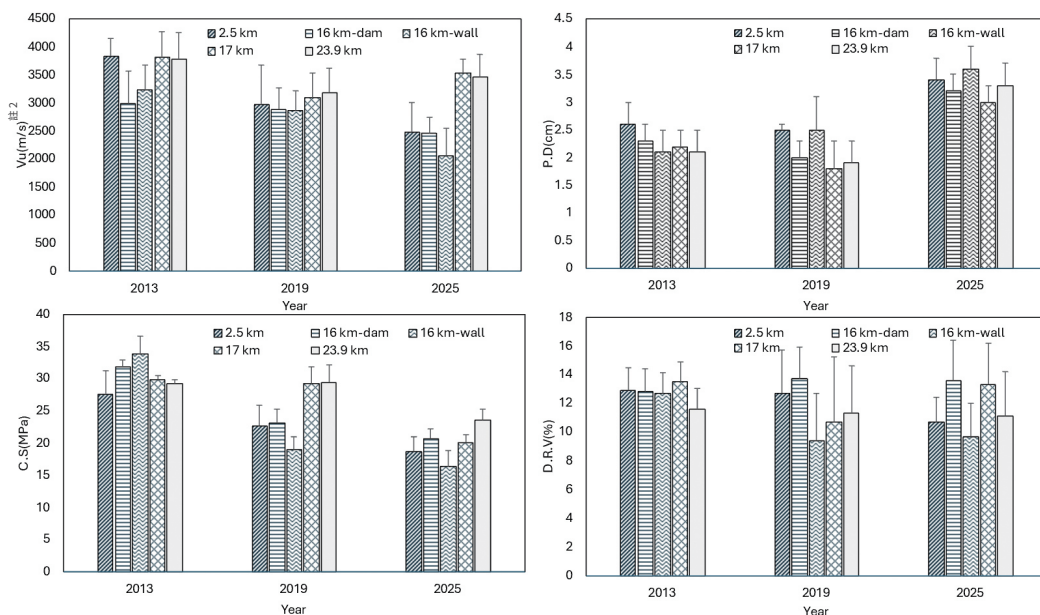 4500
4000
3500
3000
2500
2000
1500
1000
500
0
Vu(m/s)註2
2.5 km
16 km-dam
16 km-wall
17 km
23.9 km
2013
2019
2025
Year
4.5
4
3.5
3
2.5
2
1.5
1
0.5
0
P.D(cm)
2.5 km
16 km-dam
16 km-wall
17 km
23.9 km
2013
2019
2025
Year
40
35
30
25
20
15
10
5
0
C.S(MPa)
2.5 km
16 km-dam
16 km-wall
17 km
23.9 km
2013
2019
2025
Year
18
16
14
12
10
8
6
4
2
0
D.R.V(%)
2.5 km
16 km-dam
16 km-wall
17 km
23.9 km
2013
2019
2025
Year